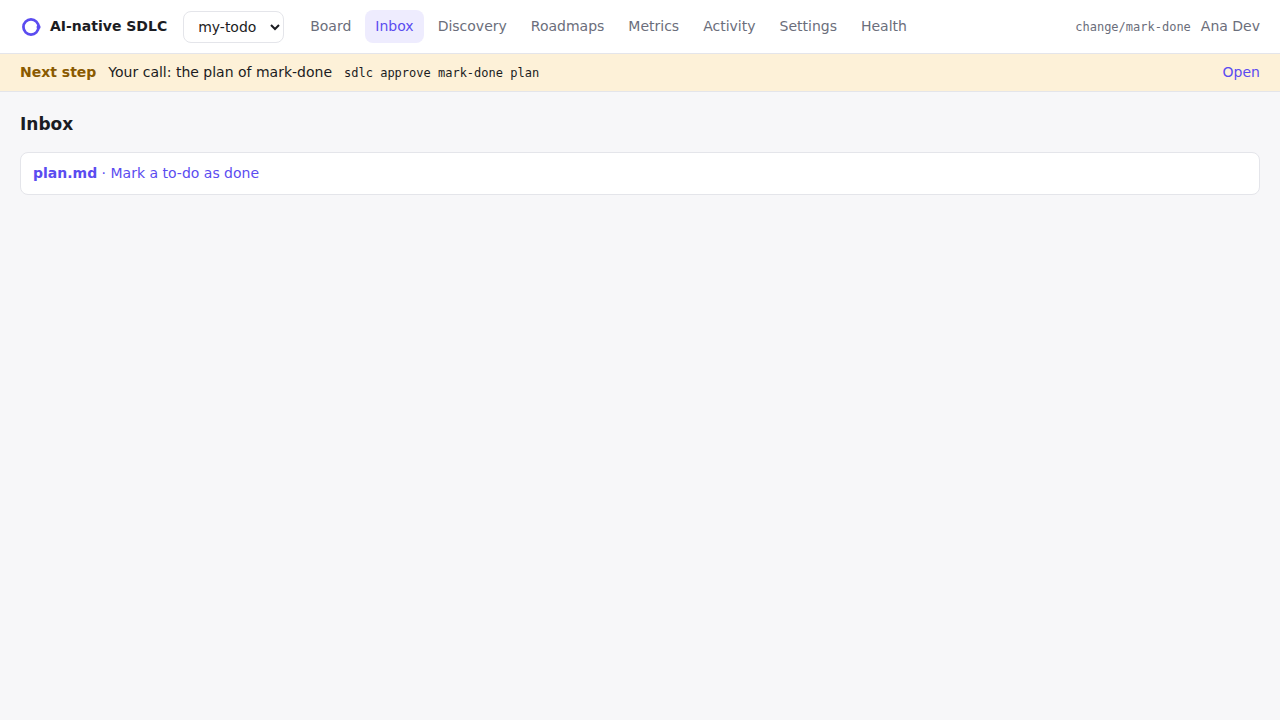 AI-native SDLC my-todo Board Inbox Discovery Roadmaps Metrics Activity Settings Health change/mark-done Ana Dev
Next step Your call: the plan of mark-done sdlc approve mark-done plan Open
Inbox
plan.md · Mark a to-do as done